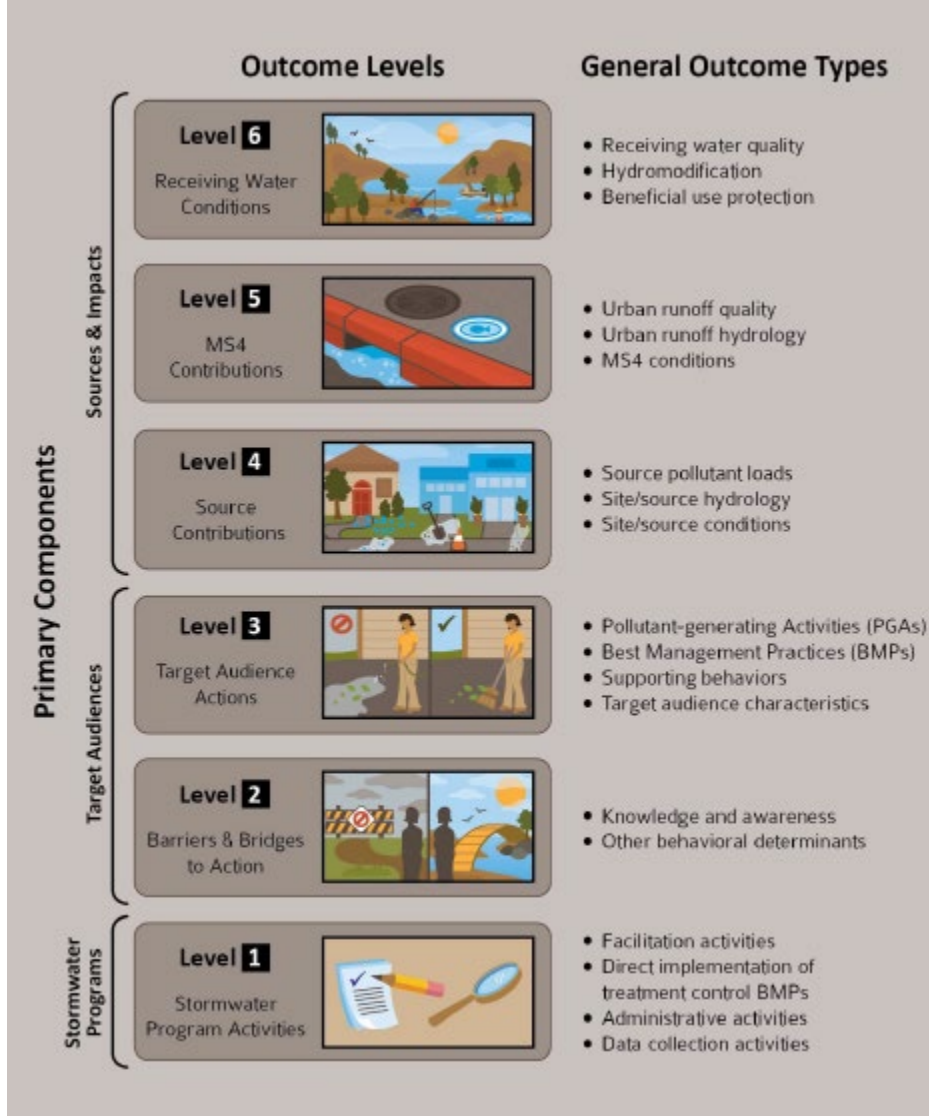 Outcome Levels
General Outcome Types
Primary Components
Sources & Impacts
Level 6
Receiving Water
Conditions
• Receiving water quality
• Hydromodification
• Beneficial use protection
Level 5
MS4
Contributions
• Urban runoff quality
• Urban runoff hydrology
• MS4 conditions
Level 4
Source
Contributions
• Source pollutant loads
• Site/source hydrology
• Site/source conditions
Target Audiences
Level 3
Target Audience
Actions
• Pollutant-generating Activities (PGAs)
• Best Management Practices (BMPs)
• Supporting behaviors
• Target audience characteristics
Level 2
Barriers & Bridges
to Action
• Knowledge and awareness
• Other behavioral determinants
Stormwater
Programs
Level 1
Stormwater
Program Activities
• Facilitation activities
• Direct implementation of
treatment control BMPs
• Administrative activities
• Data collection activities